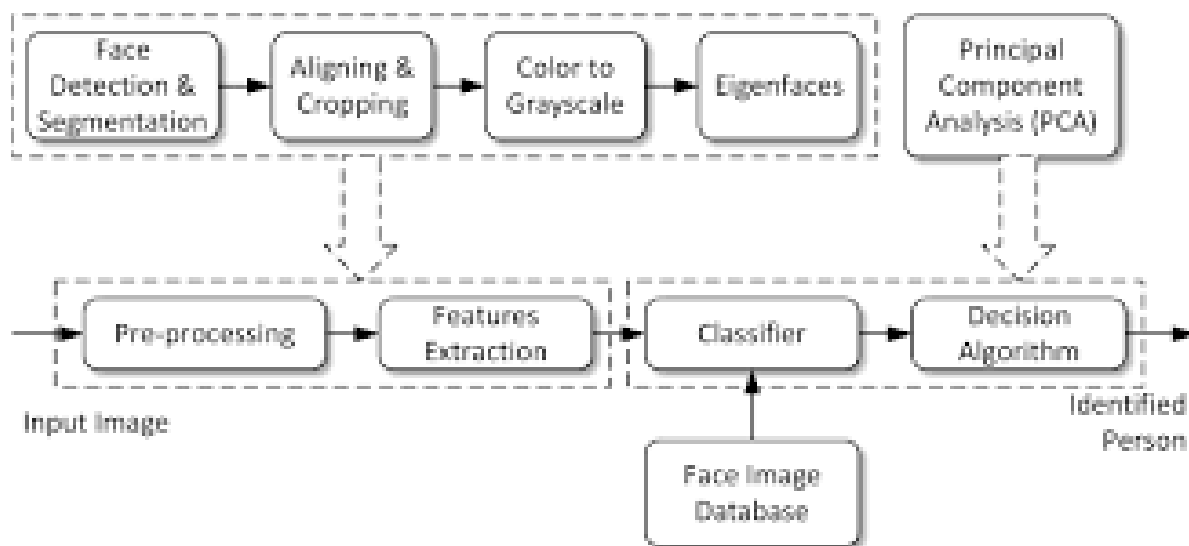 Face
Detection &
Segmentation
Aligning &
Cropping
Color to
Grayscale
Eigenfaces
Principal
Component
Analysis (PCA)
Pre-processing
Features
Extraction
Classifier
Decision
Algorithm
Input Image
Identified
Person
Face Image
Database